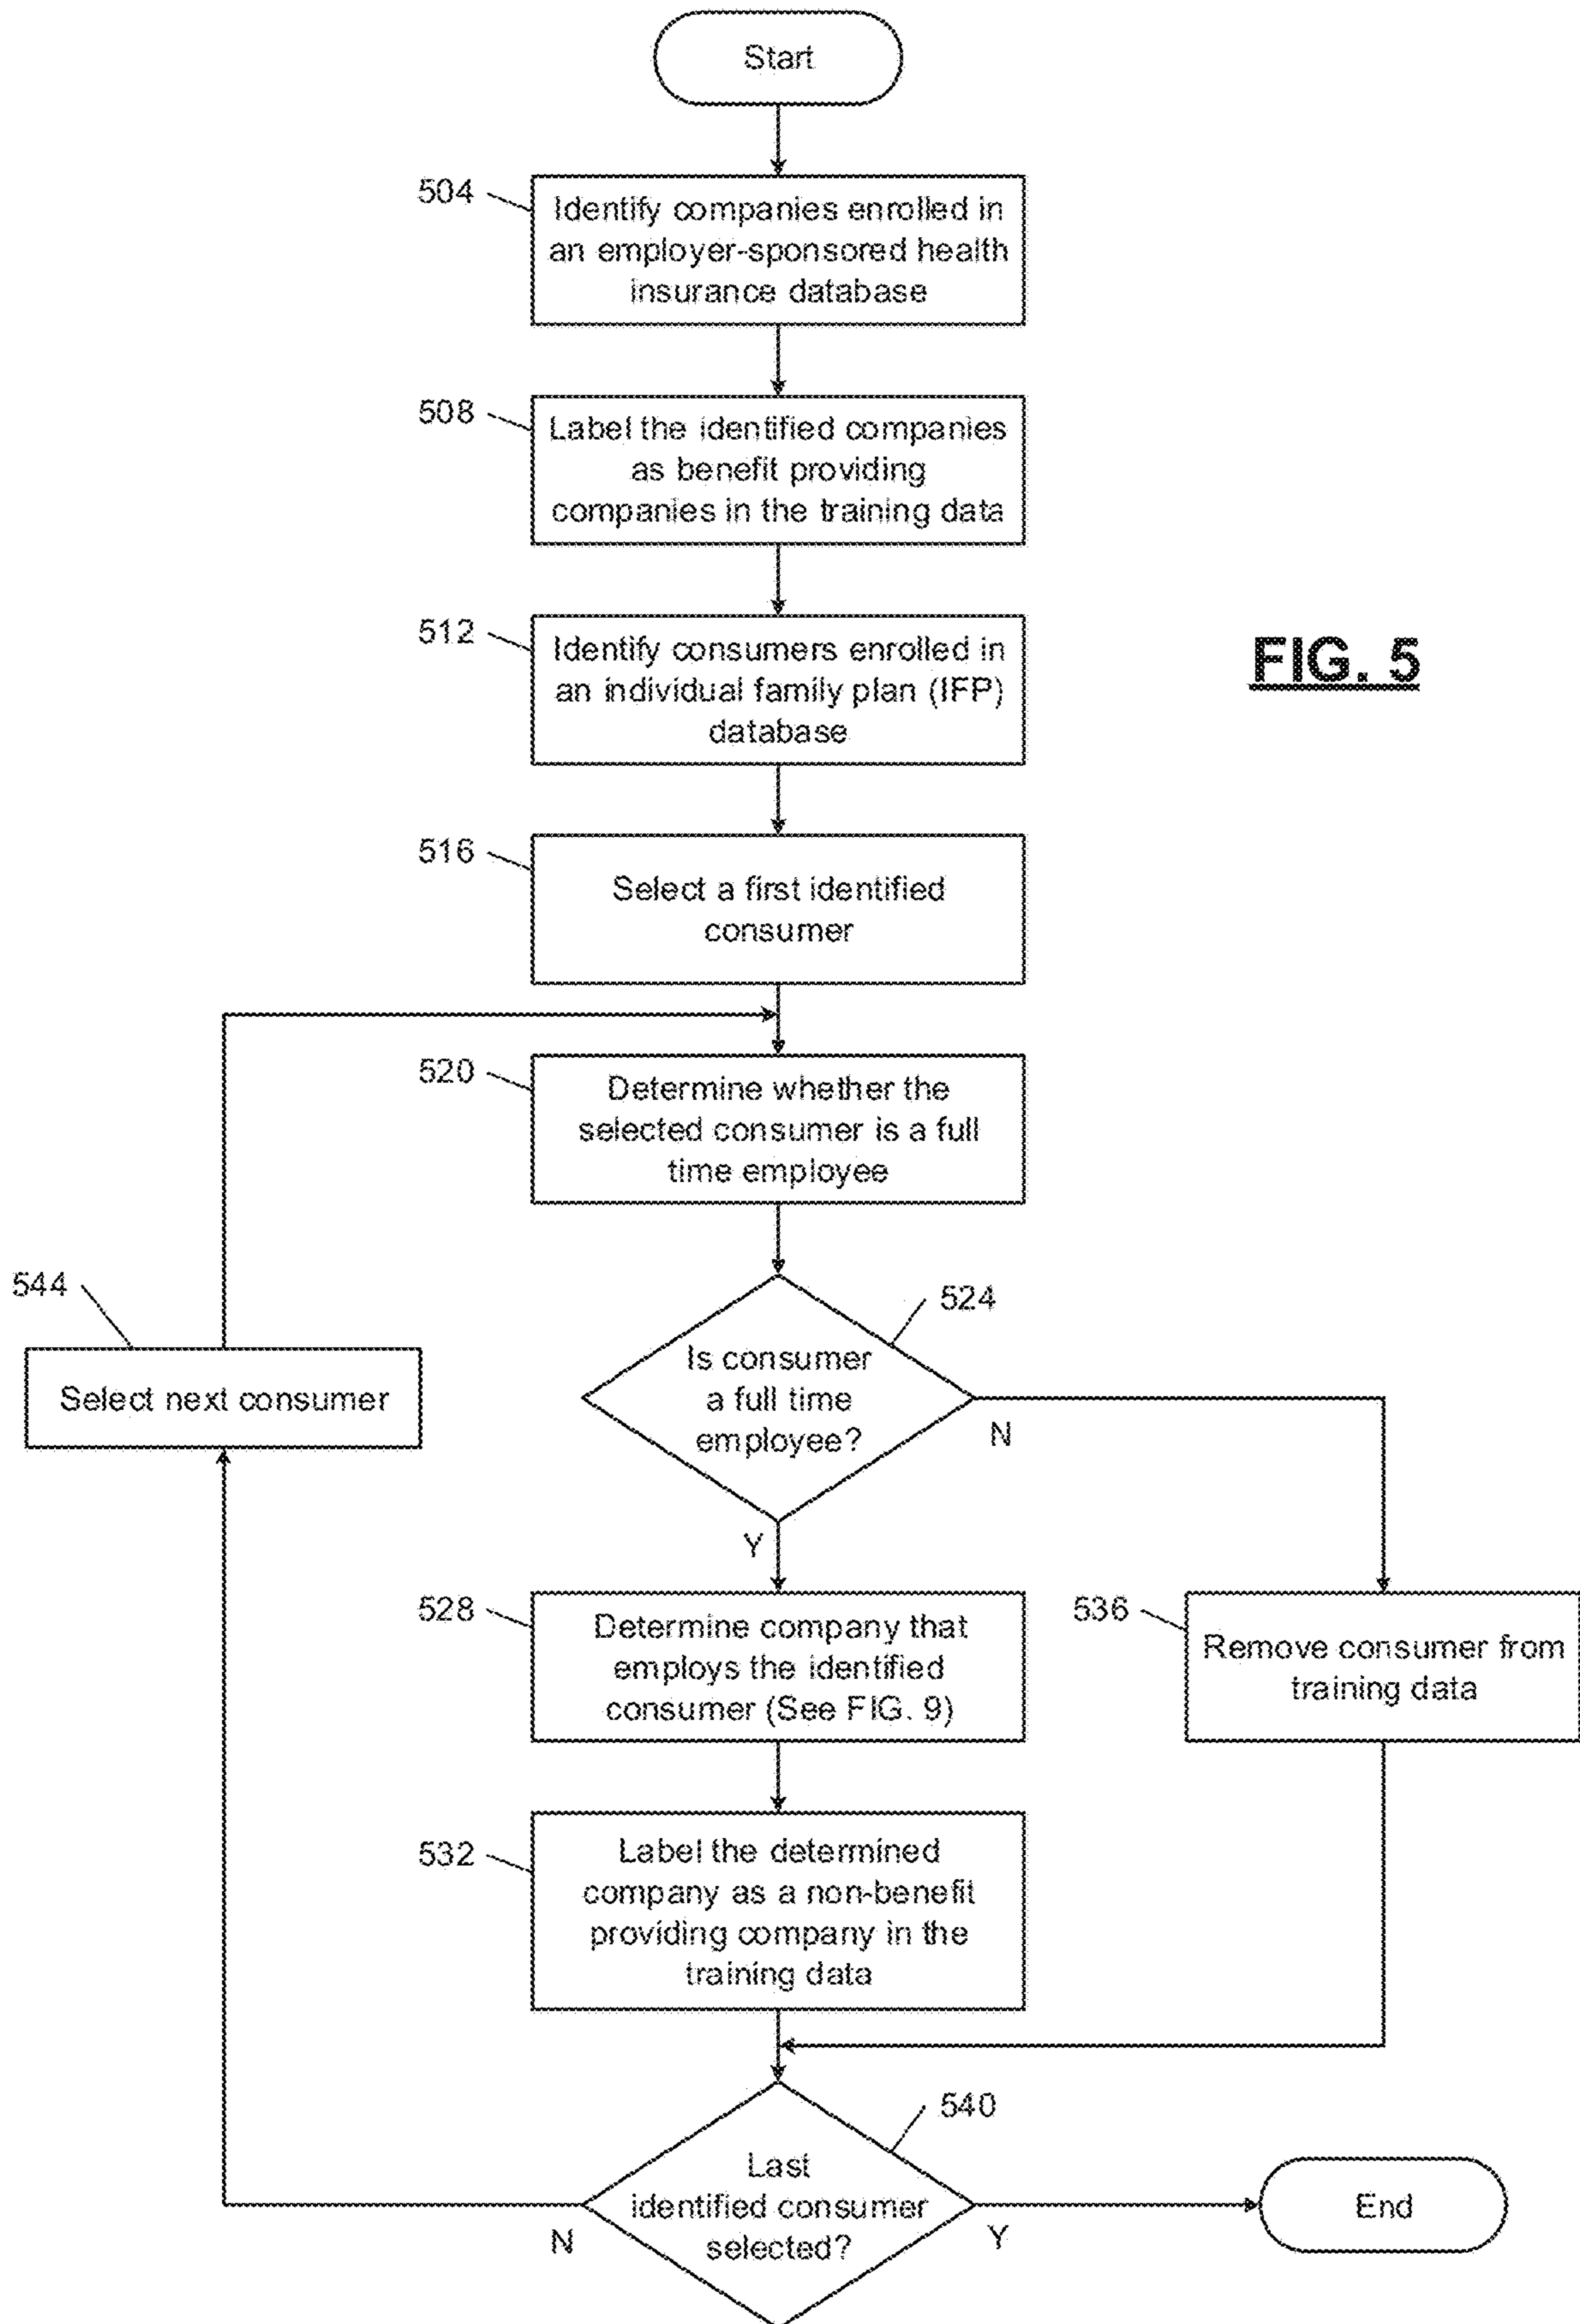 Start
504
Identify companies enrolled in
an employer-sponsored health
insurance database
508
Label the identified companies
as benefit providing
companies in the training data
512
Identify consumers enrolled in
an individual family plan (IFP)
database
FIG. 5
516
Select a first identified
consumer
520
Determine whether the
selected consumer is a full
time employee
544
Select next consumer
524
Is consumer
a full time
employee?
N
Y
528
Determine company that
employs the identified
consumer (See FIG. 9)
536
Remove consumer from
training data
532
Label the determined
company as a non-benefit
providing company in the
training data
540
Last
identified consumer
selected?
N
Y
End